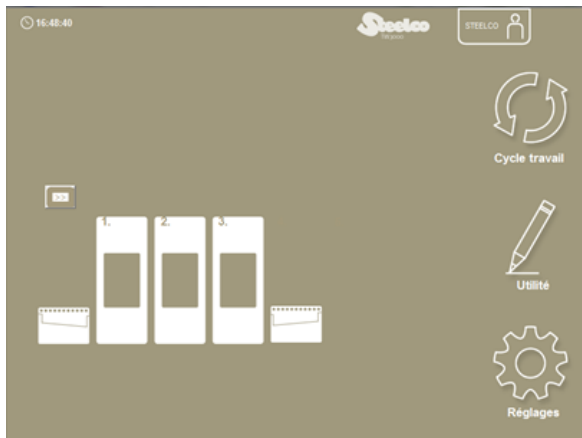 16:48:40
Steelco
STEELCO
Cycle travail
>>
1. 2. 3.
Utilité
Réglages